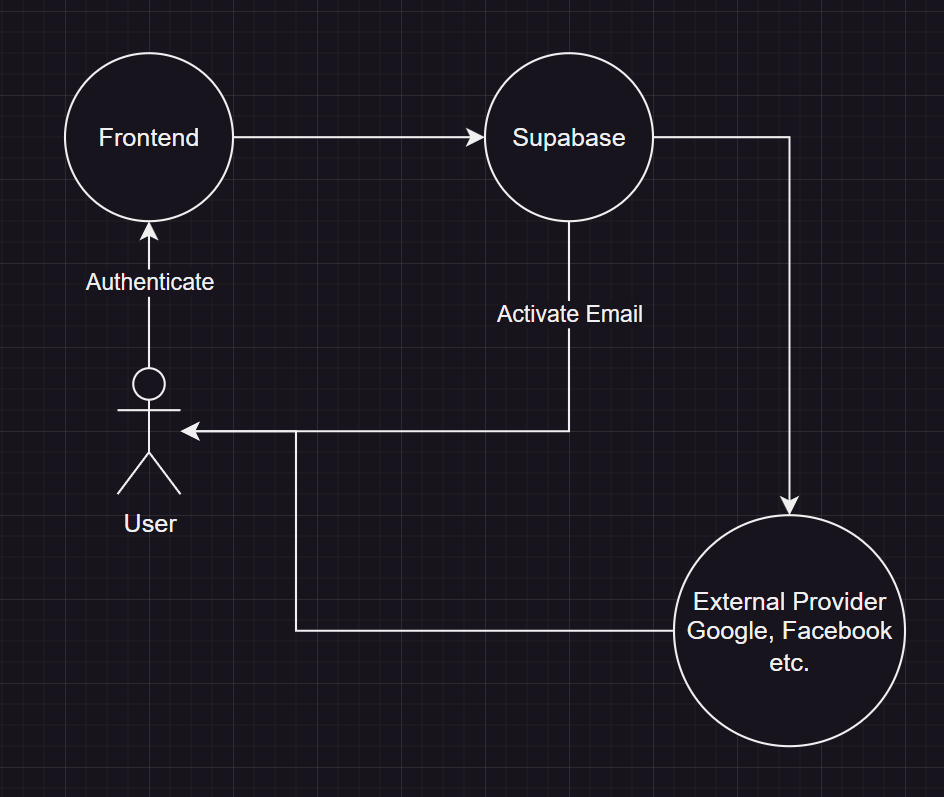 Frontend
Supabase
Authenticate
Activate Email
User
External Provider
Google, Facebook
etc.